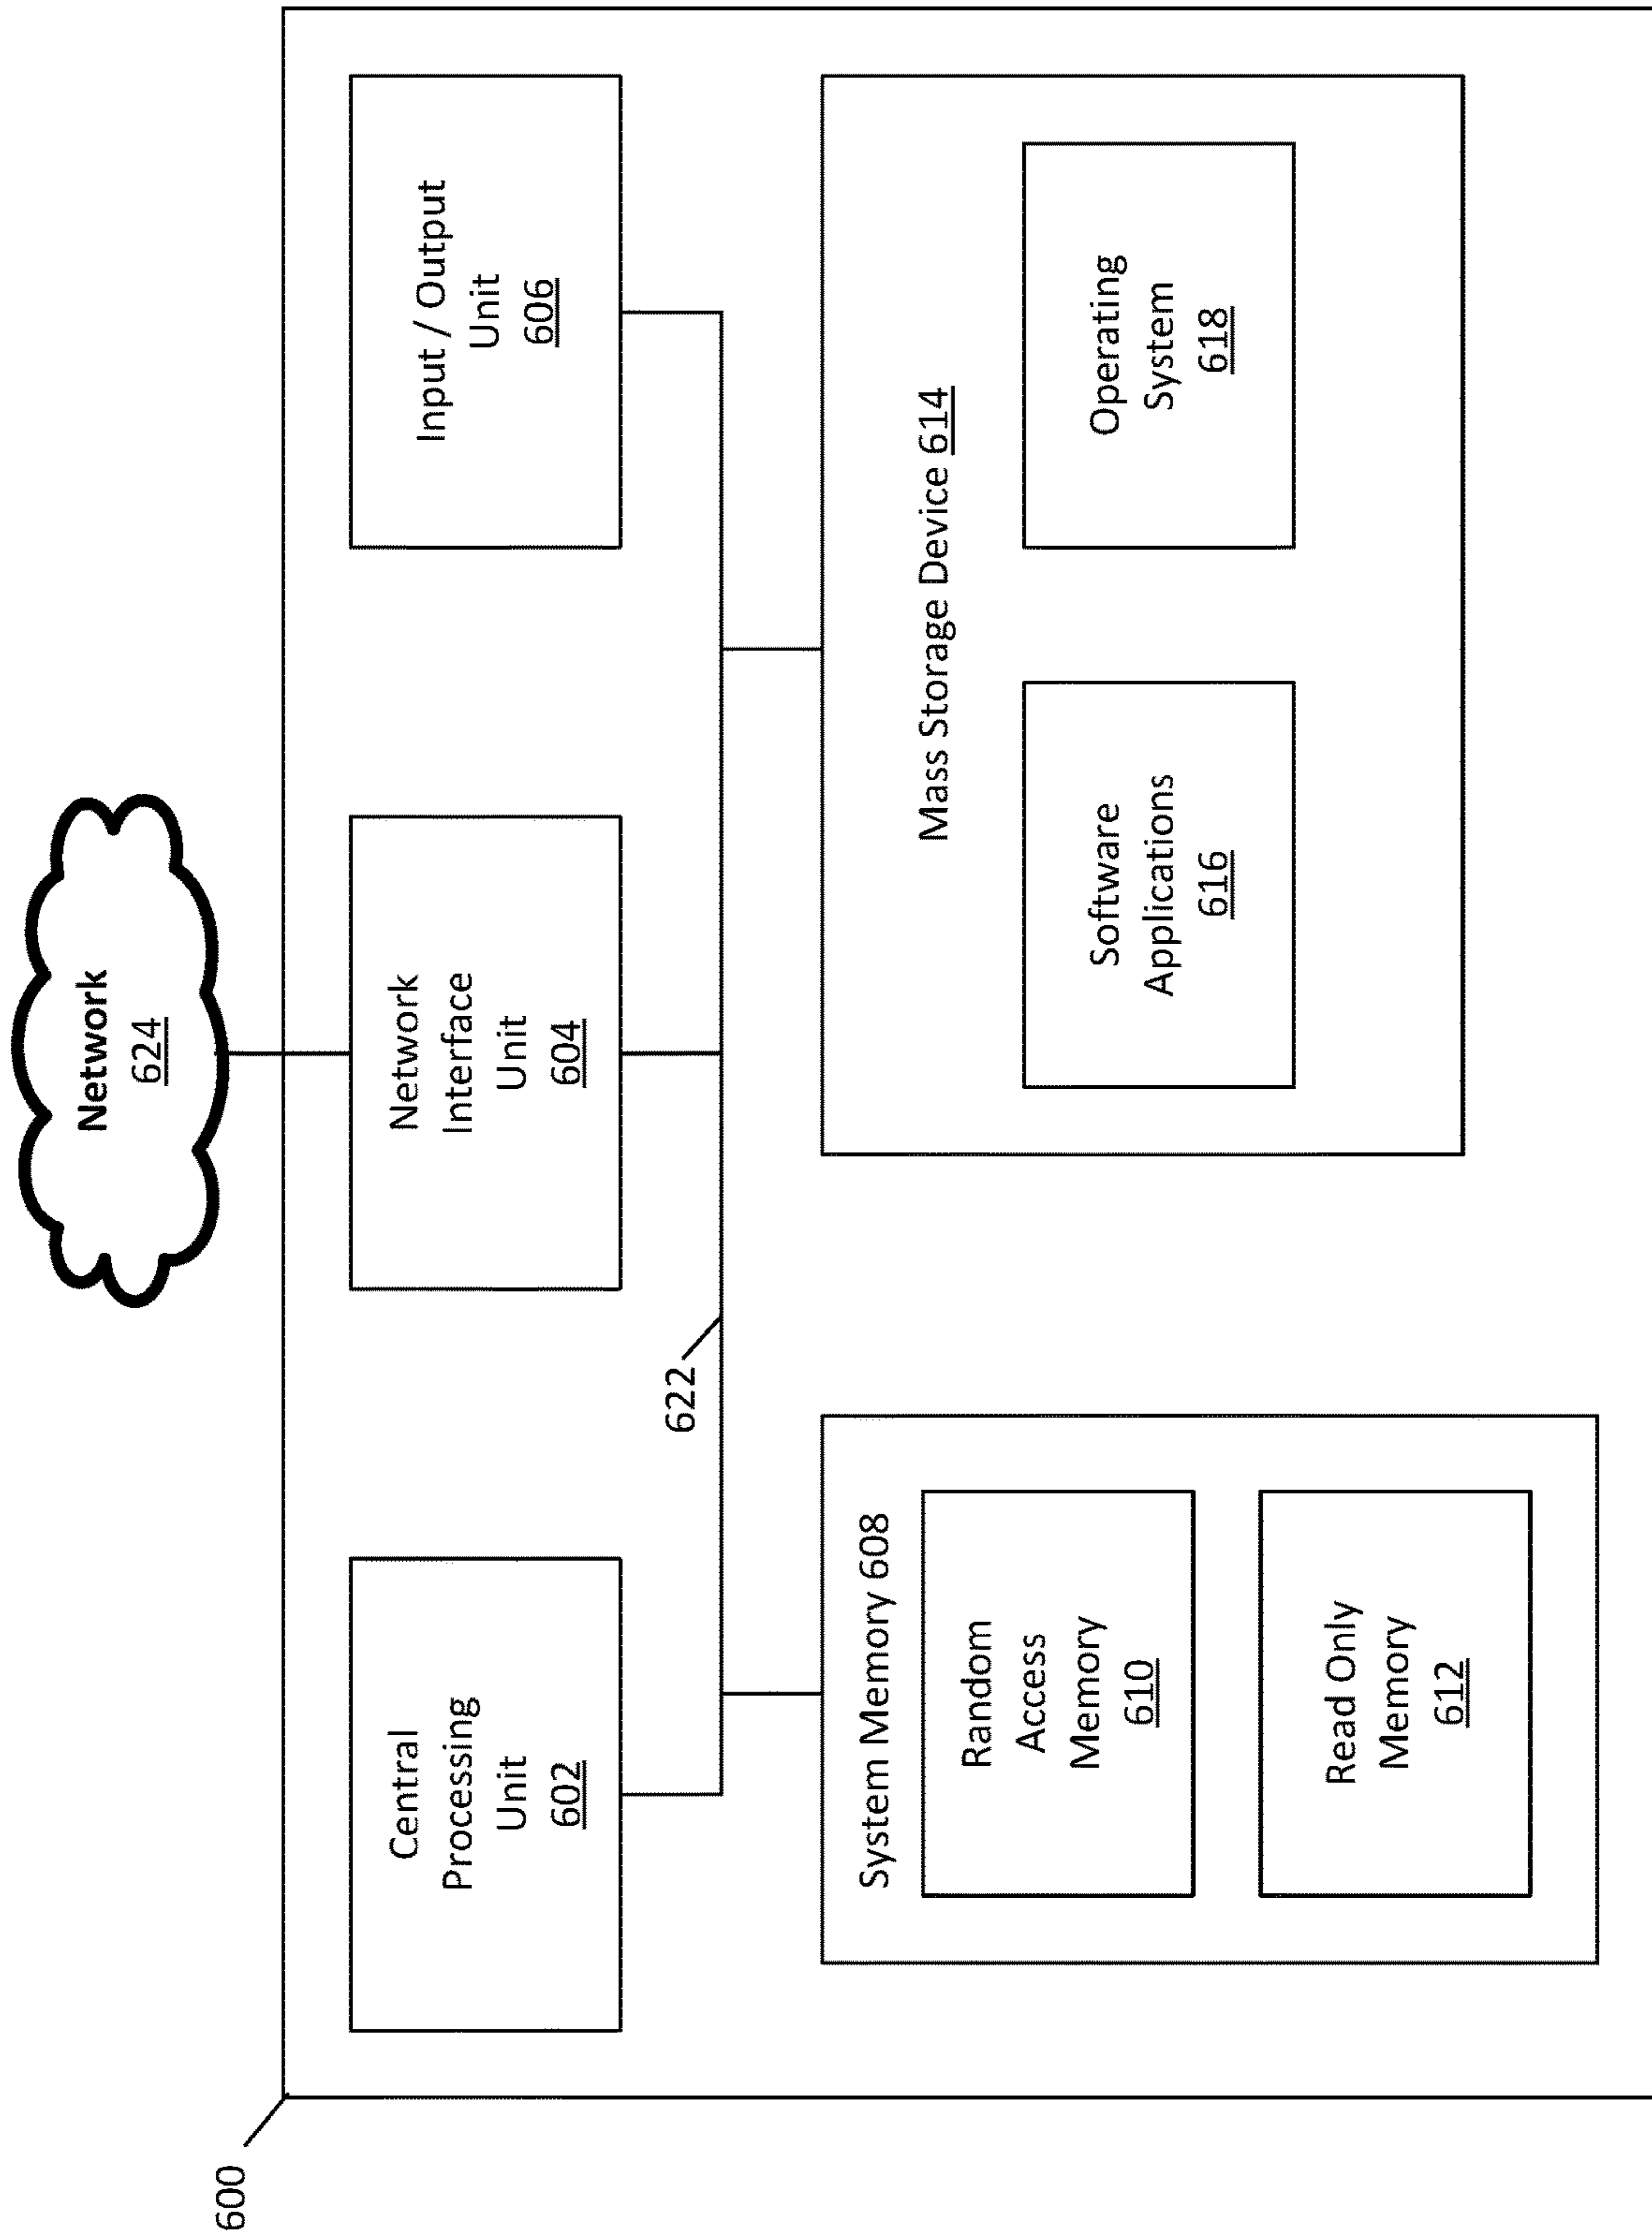 600
Network
624
Central
Processing
Unit
602
Network
Interface
Unit
604
Input / Output
Unit
606
622
System Memory 608
Random
Access
Memory
610
Read Only
Memory
612
Mass Storage Device 614
Software
Applications
616
Operating
System
618